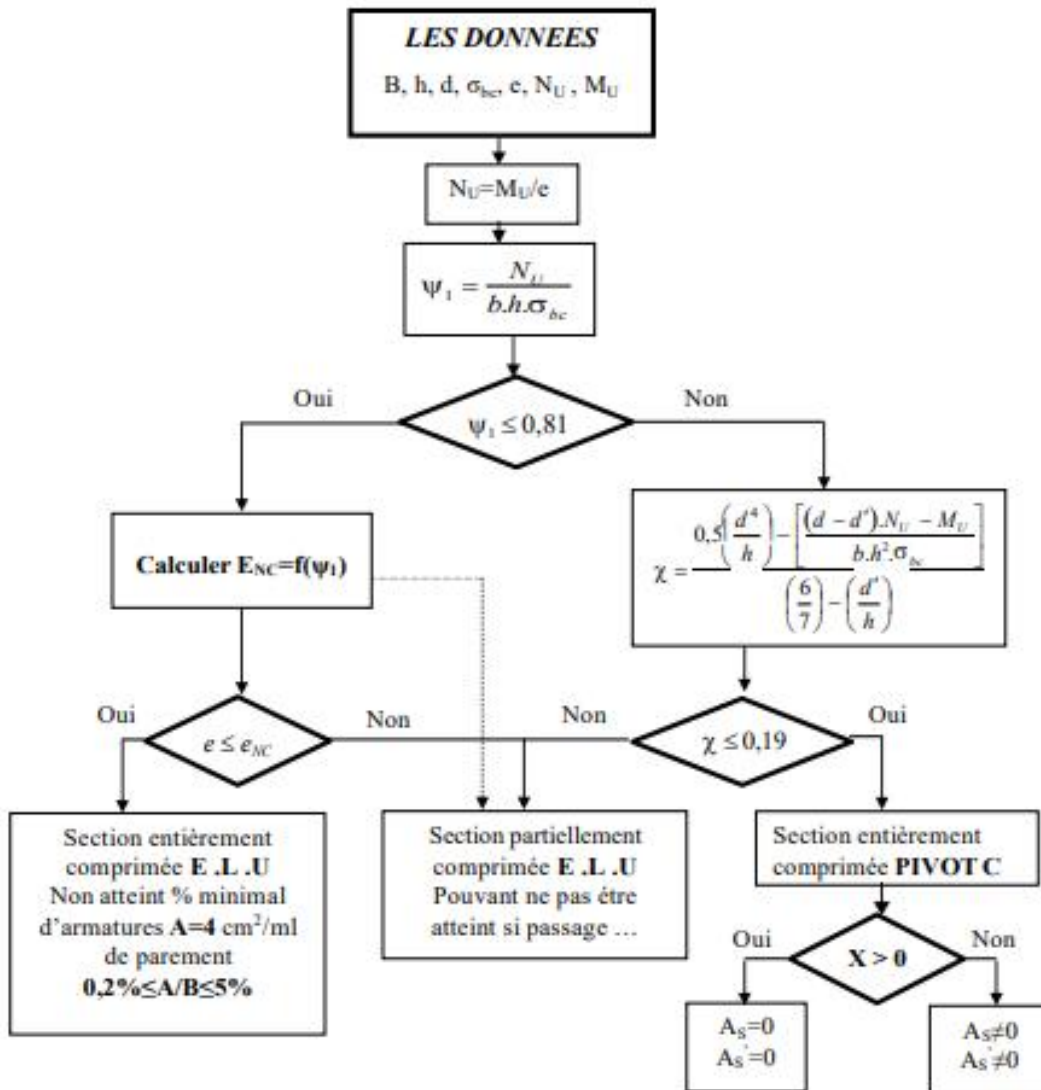 LES DONNEES
B, h, d, σbc, e, NU , MU
NU=MU/e
ψ1 = NU / b.h.σbc
Oui
Non
ψ1 ≤ 0,81
Calculer ENC=f(ψ1)
χ = 0,5(d⁴/h) − [(d − d').NU − MU / b.h².σbc] / (6/7) − (d'/h)
Oui
e ≤ eNC
Non
Non
χ ≤ 0,19
Oui
Section entièrement
comprimée E .L .U
Non atteint % minimal
d’armatures A=4 cm²/ml
de parement
0,2%≤A/B≤5%
Section partiellement
comprimée E .L .U
Pouvant ne pas étre
atteint si passage …
Section entièrement
comprimée PIVOT C
Oui
X > 0
Non
AS=0
AS'=0
AS≠0
AS'≠0